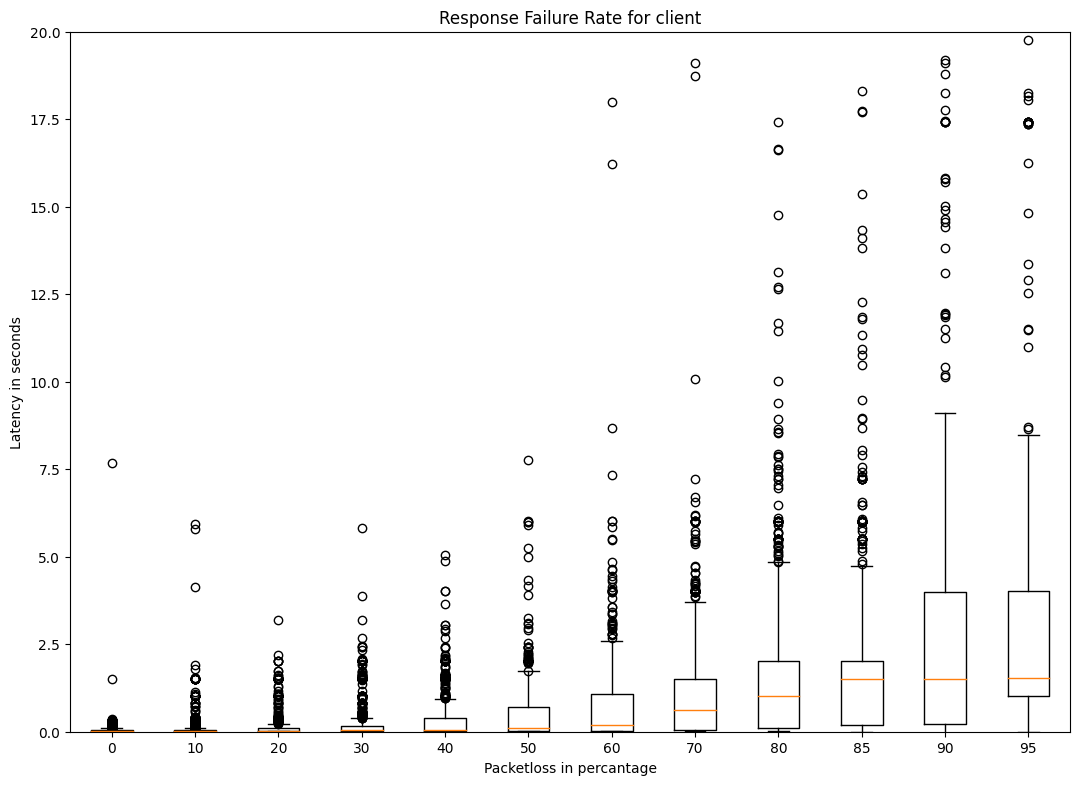 Response Failure Rate for client
20.0
17.5
15.0
12.5
10.0
7.5
5.0
2.5
0.0
Latency in seconds
0 10 20 30 40 50 60 70 80 85 90 95
Packetloss in percantage